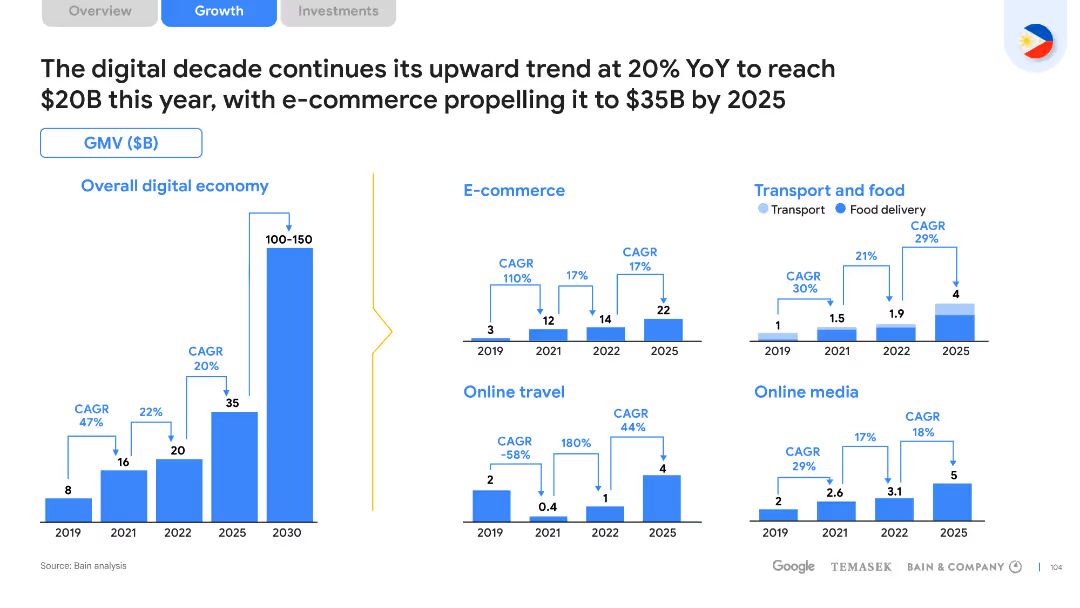 Overview
Growth
Investments
The digital decade continues its upward trend at 20% YoY to reach
$20B this year, with e-commerce propelling it to $35B by 2025
GMV ($B)
Overall digital economy
100-150
CAGR
20%
35
CAGR
47%
22%
20
16
8
2019 2021 2022 2025 2030
E-commerce
CAGR
110%
17%
CAGR
17%
3
12
14
22
2019 2021 2022 2025
Transport and food
Transport Food delivery
CAGR
30%
21%
CAGR
29%
1
1.5
1.9
4
2019 2021 2022 2025
Online travel
CAGR
-58%
180%
CAGR
44%
2
0.4
1
4
2019 2021 2022 2025
Online media
CAGR
29%
17%
CAGR
18%
2
2.6
3.1
5
2019 2021 2022 2025
Source: Bain analysis
Google TEMASEK BAIN & COMPANY | 104